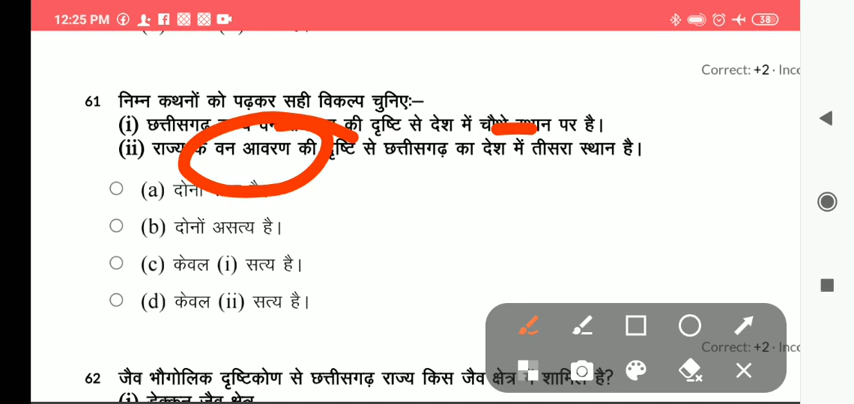 12:25 PM
38
Correct: +2 · Inco
61 निम्न कथनों को पढ़कर सही विकल्प चुनिए:–
(i) छत्तीसगढ़ की दृष्टि से देश में चौथे स्थान पर है।
(ii) राज्य के वन आवरण की दृष्टि से छत्तीसगढ़ का देश में तीसरा स्थान है।
(a) दोनों
(b) दोनों असत्य है।
(c) केवल (i) सत्य है।
(d) केवल (ii) सत्य है।
Correct: +2 · Inco
62 जैव भौगोलिक दृष्टिकोण से छत्तीसगढ़ राज्य किस जैव क्षेत्र में शामिल है?
(i) डेक्कन जैव क्षेत्र